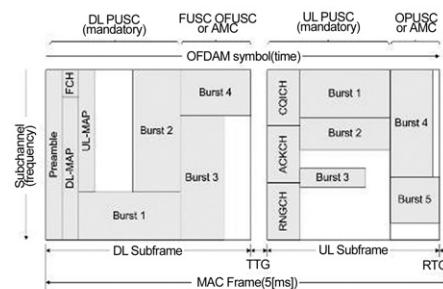 DL PUSC
(mandatory)
FUSC OFUSC
or AMC
UL PUSC
(mandatory)
OPUSC
or AMC
OFDAM symbol(time)
Subchannel
(frequency)
Preamble
FCH
DL-MAP
UL-MAP
Burst 1
Burst 2
Burst 3
Burst 4
CQICH
ACKCH
RNGCH
Burst 1
Burst 2
Burst 3
Burst 4
Burst 5
DL Subframe
TTG
UL Subframe
RTG
MAC Frame(5[ms])